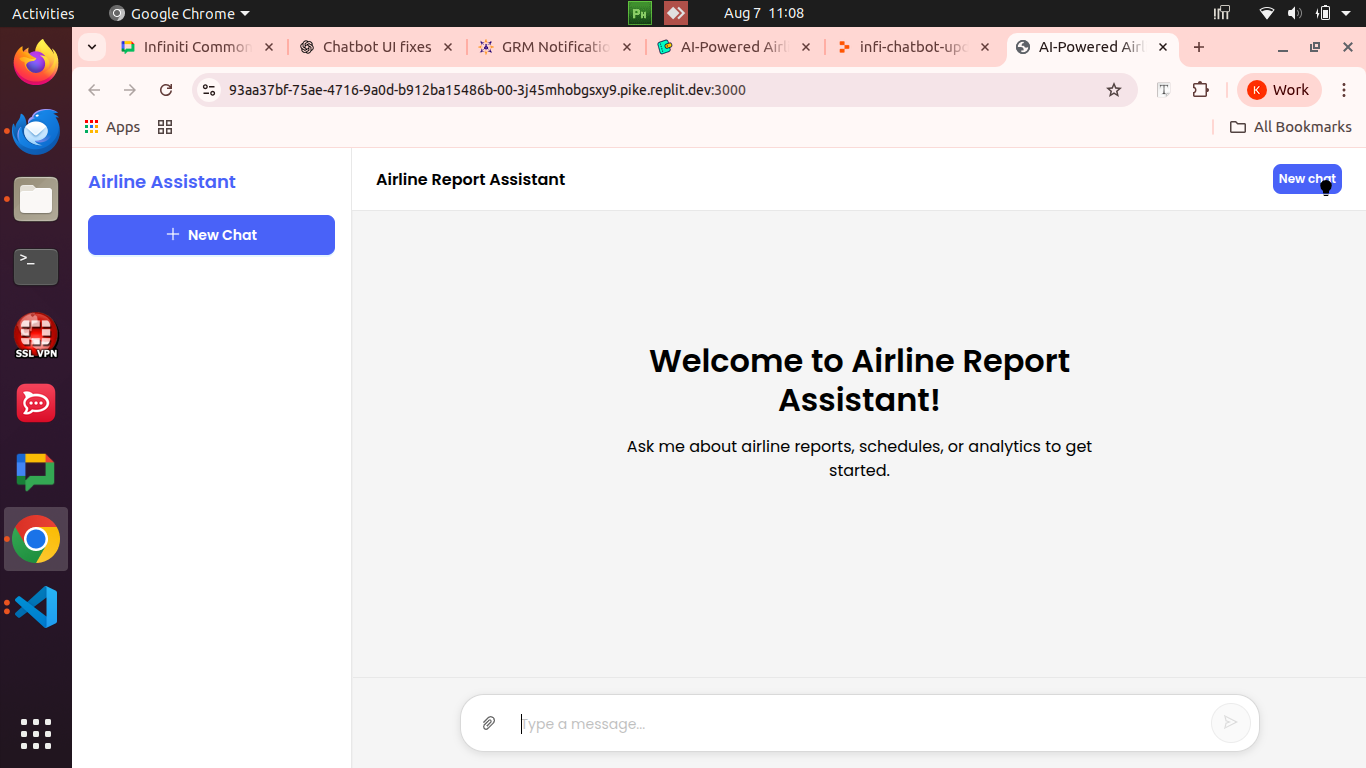 Activities
Google Chrome
Aug 7 11:08
Infiniti Common
Chatbot UI fixes
GRM Notificatio
AI-Powered Airl
infi-chatbot-upd
AI-Powered Airl
93aa37bf-75ae-4716-9a0d-b912ba15486b-00-3j45mhobgsxy9.pike.replit.dev:3000
K
Work
Apps
All Bookmarks
>_
SSL VPN
Airline Assistant
+ New Chat
Airline Report Assistant
New chat
Welcome to Airline Report
Assistant!
Ask me about airline reports, schedules, or analytics to get
started.
Type a message...